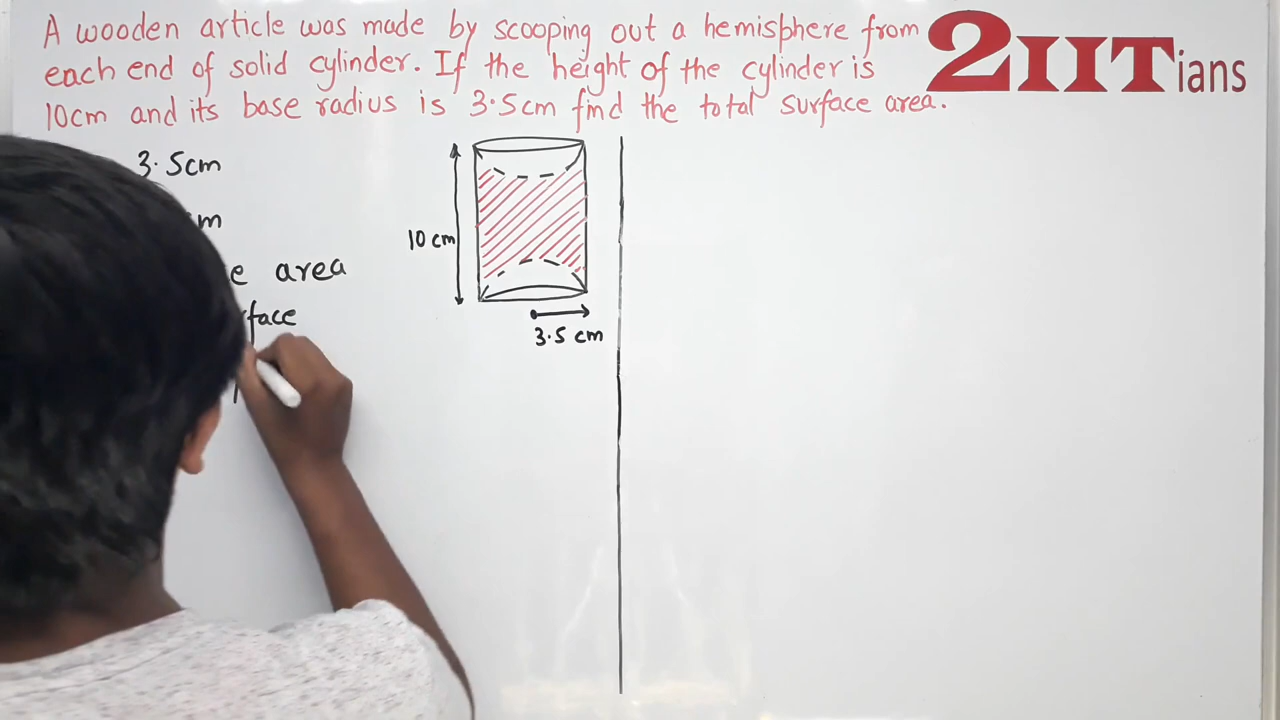 A wooden article was made by scooping out a hemisphere from
each end of solid cylinder. If the height of the cylinder is
10cm and its base radius is 3.5cm find the total surface area.
2IITians
3.5cm
m
e area
face
10 cm
3.5 cm